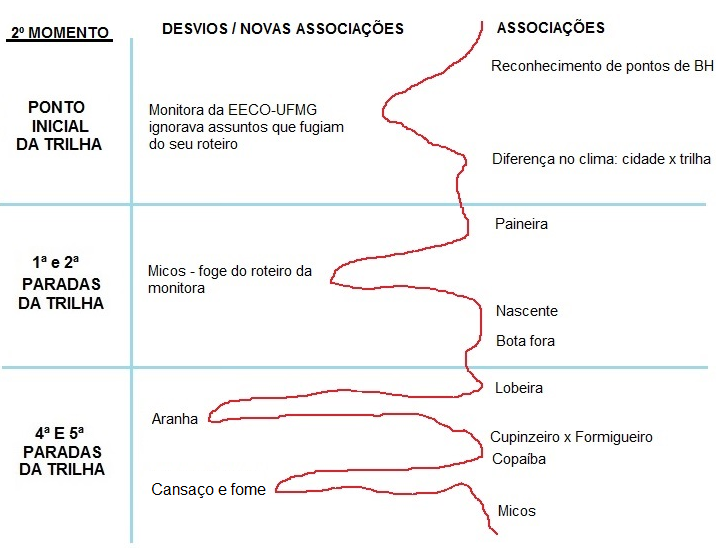 2º MOMENTO
DESVIOS / NOVAS ASSOCIAÇÕES
ASSOCIAÇÕES
PONTO
INICIAL
DA TRILHA
Monitora da EECO-UFMG
ignorava assuntos que fugiam
do seu roteiro
Reconhecimento de pontos de BH
Diferença no clima: cidade x trilha
1ª e 2ª
PARADAS
DA TRILHA
Micos - foge do roteiro da
monitora
Paineira
Nascente
Bota fora
4ª E 5ª
PARADAS
DA TRILHA
Aranha
Cansaço e fome
Lobeira
Cupinzeiro x Formigueiro
Copaíba
Micos